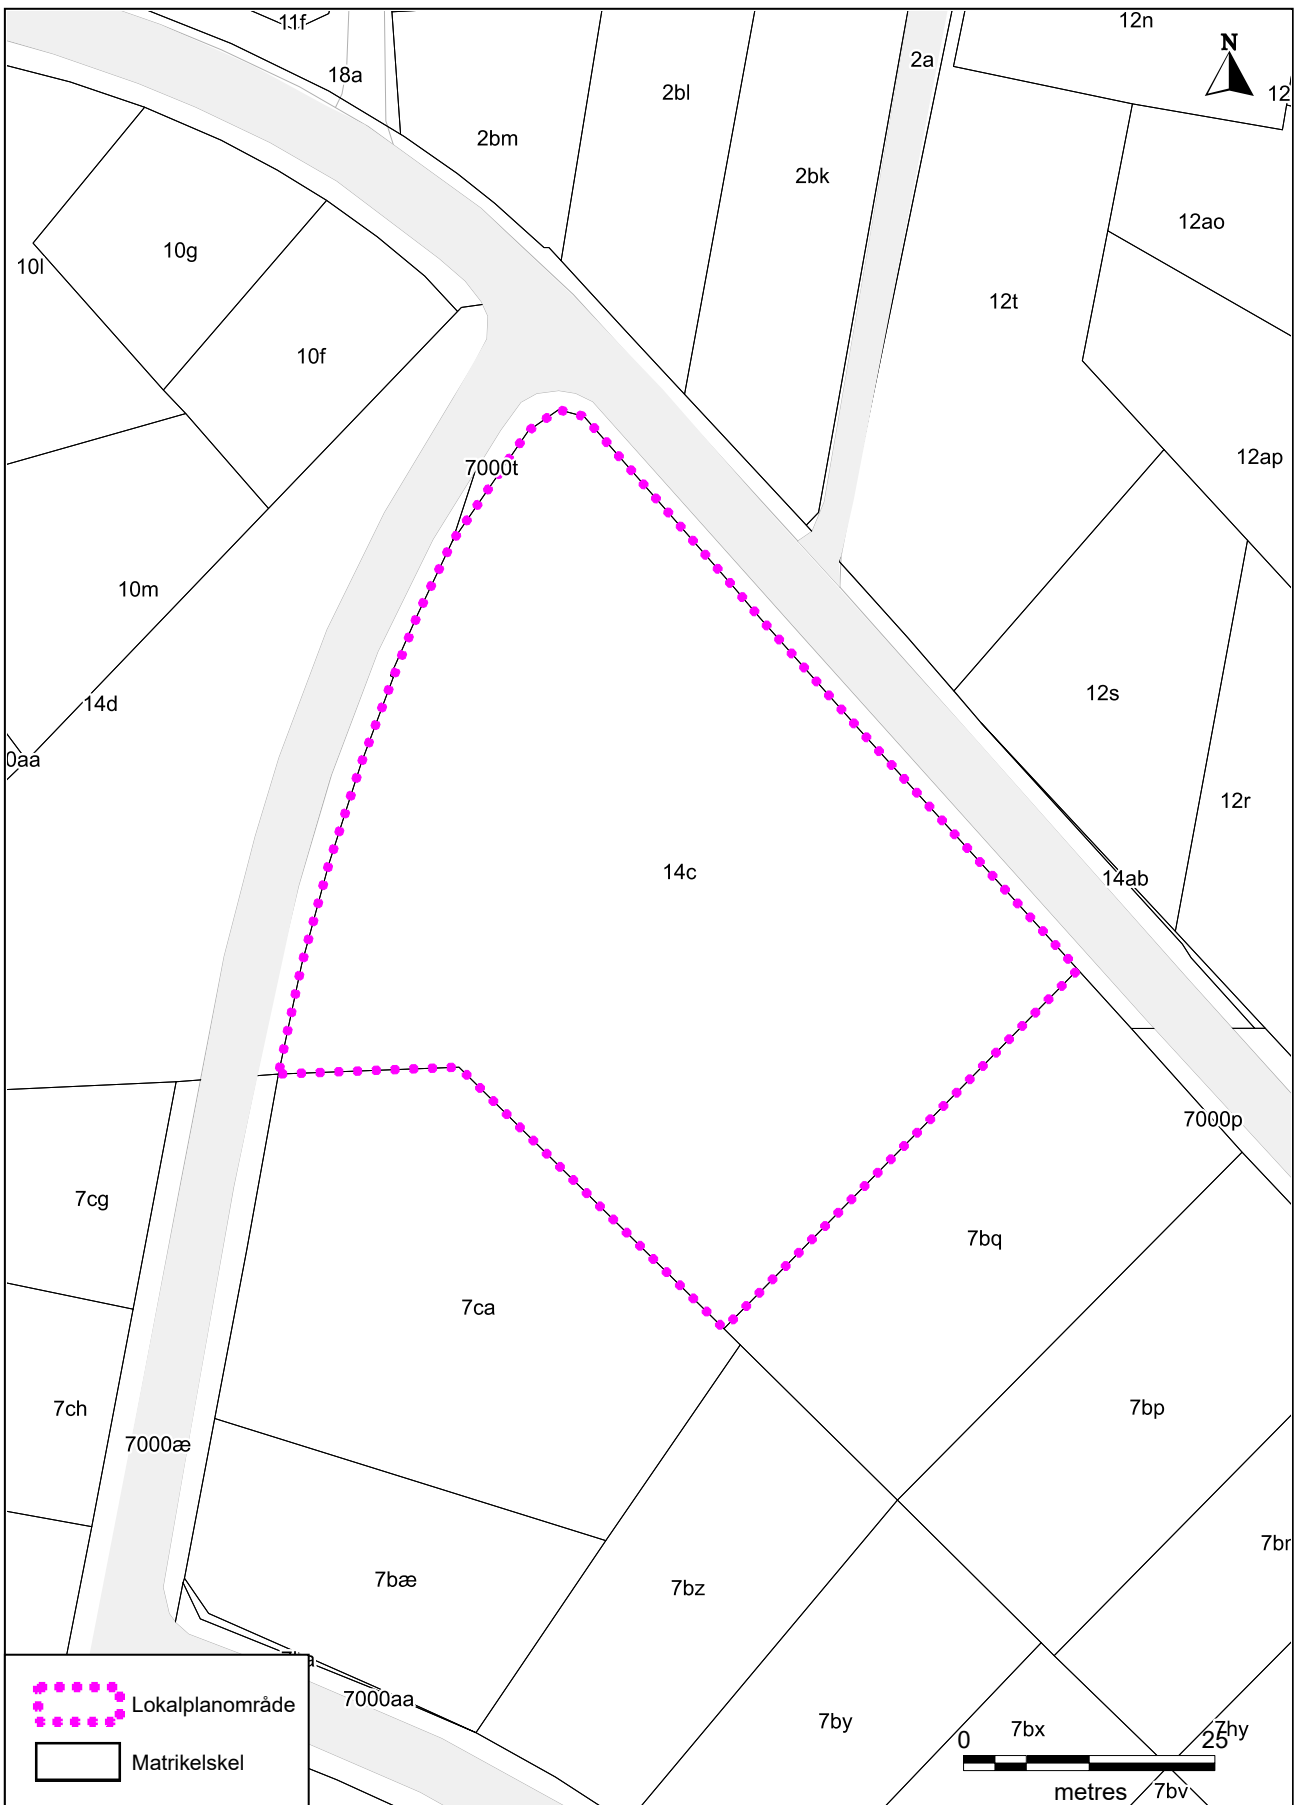 11f
12n
N
2a
18a
2bl
12
2bm
2bk
12ao
10g
10l
12t
10f
12ap
7000t
10m
12s
14d
0aa
12r
14c
14ab
7000p
7cg
7bq
7ca
7bp
7ch
7000æ
7bæ
7bz
7000aa
Lokalplanområde
7by
7bx
7hy
0
25
Matrikelskel
metres
7bv